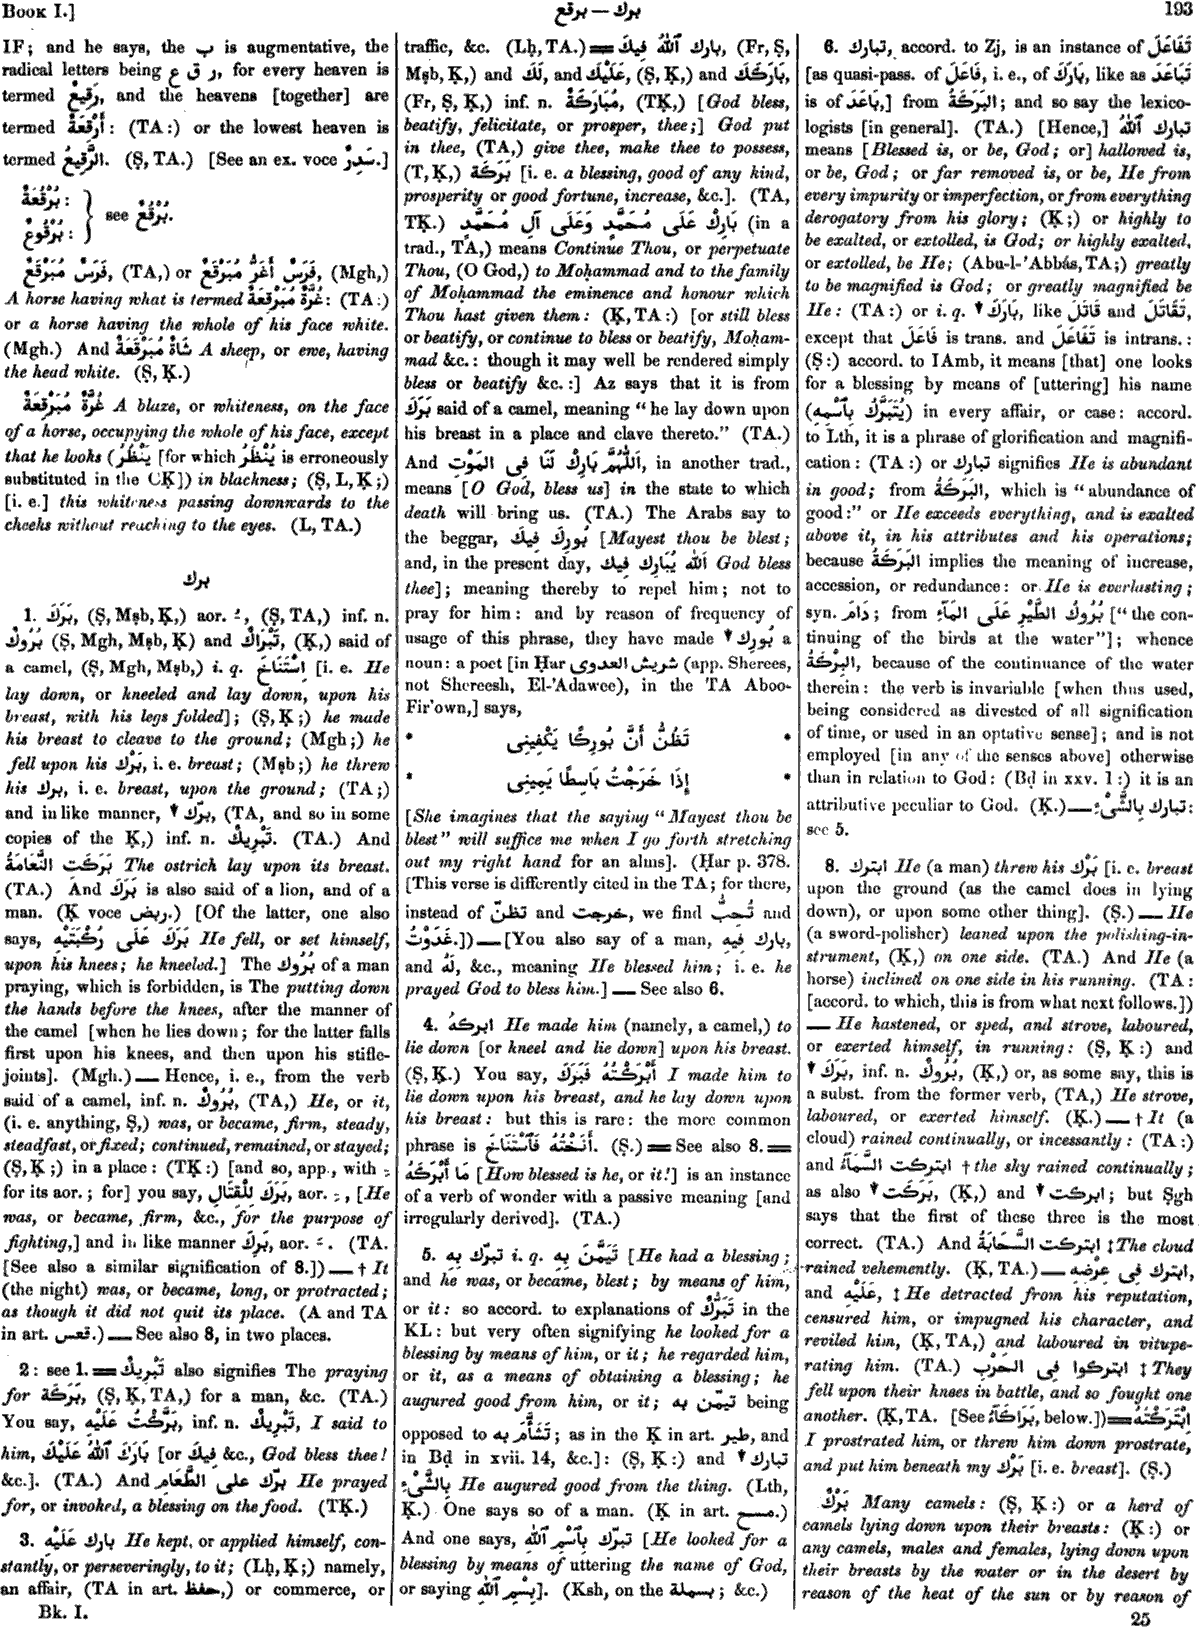 BOOK I.]
برك — برقع
193
IF; and he says, the ب is augmentative, the
radical letters being ر ق ع, for every heaven is
termed رَقِيعٌ, and the heavens [together] are
termed أَرْقِعَةٌ: (TA:) or the lowest heaven is
termed الرَّقِيعُ. (Ṣ, TA.) [See an ex. voce سَدِرٌ.]
بُرْقُعَةٌ :
بُرْقُوعٌ :
see بُرْقُعٌ.
فَرَسٌ مُبَرْقَعٌ, (TA,) or فَرَسٌ أَغَرُّ مُبَرْقَعٌ, (Mgh,)
A horse having what is termed غُرَّةٌ مُبَرْقِعَةٌ: (TA:)
or a horse having the whole of his face white.
(Mgh.) And شَاةٌ مُبَرْقَعَةٌ A sheep, or ewe, having
the head white. (Ṣ, Ḳ.)
غُرَّةٌ مُبَرْقِعَةٌ A blaze, or whiteness, on the face
of a horse, occupying the whole of his face, except
that he looks (يَنْظُرُ [for which يُنْظَرُ is erroneously
substituted in the CḲ]) in blackness; (Ṣ, L, Ḳ;)
[i. e.] this whiteness passing downwards to the
cheeks without reaching to the eyes. (L, TA.)
برك
1. بَرَكَ, (Ṣ, Mṣb, Ḳ,) aor. ـُ, (Ṣ, TA,) inf. n.
بُرُوكٌ (Ṣ, Mgh, Mṣb, Ḳ) and تَبْرَاكٌ, (Ḳ,) said of
a camel, (Ṣ, Mgh, Mṣb,) i. q. اِسْتَنَاخَ [i. e. He
lay down, or kneeled and lay down, upon his
breast, with his legs folded]; (Ṣ, Ḳ;) he made
his breast to cleave to the ground; (Mgh;) he
fell upon his بَرْك, i. e. breast; (Mṣb;) he threw
his برك, i. e. breast, upon the ground; (TA;)
and in like manner, ↓ برّك, (TA, and so in some
copies of the Ḳ,) inf. n. تَبْرِيكٌ. (TA.) And
بَرَكَتِ النَّعَامَةُ The ostrich lay upon its breast.
(TA.) And بَرَكَ is also said of a lion, and of a
man. (Ḳ voce ربض.) [Of the latter, one also
says, بَرَكَ عَلَى رُكْبَتَيْهِ He fell, or set himself,
upon his knees; he kneeled.] The بُرُوك of a man
praying, which is forbidden, is The putting down
the hands before the knees, after the manner of
the camel [when he lies down; for the latter falls
first upon his knees, and then upon his stifle-
joints]. (Mgh.) — Hence, i. e., from the verb
said of a camel, inf. n. بُرُوكٌ, (TA,) He, or it,
(i. e. anything, Ṣ,) was, or became, firm, steady,
steadfast, or fixed; continued, remained, or stayed;
(Ṣ, Ḳ;) in a place: (TḲ:) [and so, app., with ـِ
for its aor.; for] you say, بَرَكَ لِلْقِتَالِ, aor. ـِ, [He
was, or became, firm, &c., for the purpose of
fighting,] and in like manner بَرِكَ, aor. ـَ. (TA.
[See also a similar signification of 8.]) — † It
(the night) was, or became, long, or protracted;
as though it did not quit its place. (A and TA
in art. قعس.) — See also 8, in two places.
2: see 1. = تَبْرِيكٌ also signifies The praying
for بَرَكَة, (Ṣ, Ḳ, TA,) for a man, &c. (TA.)
You say, بَرَّكْتُ عَلَيْهِ, inf. n. تَبْرِيكٌ, I said to
him, بَارَكَ ٱللّٰهُ عَلَيْكَ [or فِيكَ &c., God bless thee!
&c.]. (TA.) And برّك على الطَّعَامِ He prayed
for, or invoked, a blessing on the food. (TḲ.)
3. بارك عَلَيْهِ He kept, or applied himself, con-
stantly, or perseveringly, to it; (Lḥ, Ḳ;) namely,
an affair, (TA in art. حفظ,) or commerce, or
Bk. I.
traffic, &c. (Lḥ, TA.) = بارك ٱللّٰهُ فِيكَ, (Fr, Ṣ,
Mṣb, Ḳ,) and لَكَ, and عَلَيْكَ, (Ṣ, Ḳ,) and بَارَكَكَ,
(Fr, Ṣ, Ḳ,) inf. n. مُبَارَكَةٌ, (TḲ,) [God bless,
beatify, felicitate, or prosper, thee;] God put
in thee, (TA,) give thee, make thee to possess,
(T, Ḳ,) بَرَكَة [i. e. a blessing, good of any kind,
prosperity or good fortune, increase, &c.]. (TA,
TḲ.) بَارِكْ عَلَى مُحَمَّدٍ وَعَلَى آلِ مُحَمَّدٍ (in a
trad., TA,) means Continue Thou, or perpetuate
Thou, (O God,) to Moḥammad and to the family
of Moḥammad the eminence and honour which
Thou hast given them: (Ḳ, TA:) [or still bless
or beatify, or continue to bless or beatify, Moḥam-
mad &c.: though it may well be rendered simply
bless or beatify &c.:] Az says that it is from
بَرَكَ said of a camel, meaning "he lay down upon
his breast in a place and clave thereto." (TA.)
And اَللّٰهُمَّ بَارِكْ لَنَا فِى المَوْتِ, in another trad.,
means [O God, bless us] in the state to which
death will bring us. (TA.) The Arabs say to
the beggar, بُورِكَ فِيكَ [Mayest thou be blest;
and, in the present day, اَللّٰه يُبَارِك فِيك God bless
thee]; meaning thereby to repel him; not to
pray for him: and by reason of frequency of
usage of this phrase, they have made ↓ بُورِك a
noun: a poet [in Ḥar شريش العدوى (app. Sherees,
not Shereesh, El-'Adawee), in the TA Aboo-
Fir'own,] says,
* تَظُنُّ أَنَّ بُورِكًا يَكْفِينِى *
* إِذَا خَرَجْتُ بَاسِطًا يَمِينِى *
[She imagines that the saying "Mayest thou be
blest" will suffice me when I go forth stretching
out my right hand for an alms]. (Ḥar p. 378.
[This verse is differently cited in the TA; for there,
instead of تظنّ and خرجت, we find تُحِبُّ and
غَدَوْتُ.]) — [You also say of a man, بارك فِيهِ,
and لَهُ, &c., meaning He blessed him; i. e. he
prayed God to bless him.] — See also 6.
4. ابركهُ He made him (namely, a camel,) to
lie down [or kneel and lie down] upon his breast.
(Ṣ, Ḳ.) You say, أَبْرَكْتُهُ فَبَرَكَ I made him to
lie down upon his breast, and he lay down upon
his breast: but this is rare: the more common
phrase is أَنَخْتُهُ فَٱسْتَنَاخَ. (Ṣ.) = See also 8. =
مَا أَبْرَكَهُ [How blessed is he, or it!] is an instance
of a verb of wonder with a passive meaning [and
irregularly derived]. (TA.)
5. تبرّك بِهِ i. q. تَيَمَّنَ بِهِ [He had a blessing;
and he was, or became, blest; by means of him,
or it: so accord. to explanations of تَبَرُّكٌ in the
KL: but very often signifying he looked for a
blessing by means of him, or it; he regarded him,
or it, as a means of obtaining a blessing; he
augured good from him, or it; تيمّن به being
opposed to تَشَأَّمَ به; as in the Ḳ in art. طير, and
in Bḍ in xvii. 14, &c.]: (Ṣ, Ḳ:) and ↓ تبارك
بِالشَّىْءِ He augured good from the thing. (Lth,
Ḳ.) One says so of a man. (Ḳ in art. مسح.)
And one says, تبرّك بِٱسْمِ ٱللّٰهِ [He looked for a
blessing by means of uttering the name of God,
or saying بِسْمِ ٱللّٰهِ]. (Ksh, on the بسملة; &c.)
6. تبارك, accord. to Zj, is an instance of تَفَاعَلَ
[as quasi-pass. of فَاعَلَ, i. e., of بَارَكَ, like as تَبَاعَدَ
is of بَاعَدَ,] from البَرَكَةُ; and so say the lexico-
logists [in general]. (TA.) [Hence,] تبارك ٱللّٰهُ
means [Blessed is, or be, God; or] hallowed is,
or be, God; or far removed is, or be, He from
every impurity or imperfection, or from everything
derogatory from his glory; (Ḳ;) or highly to
be exalted, or extolled, is God; or highly exalted,
or extolled, be He; (Abu-l-'Abbás, TA;) greatly
to be magnified is God; or greatly magnified be
He: (TA:) or i. q. ↓ بَارَكَ, like قَاتَلَ and تَقَاتَلَ,
except that فَاعَلَ is trans. and تَفَاعَلَ is intrans.:
(Ṣ:) accord. to IAmb, it means [that] one looks
for a blessing by means of [uttering] his name
(يُتَبَرَّكُ بِٱسْمِهِ) in every affair, or case: accord.
to Lth, it is a phrase of glorification and magnifi-
cation: (TA:) or تبارك signifies He is abundant
in good; from البَرَكَةُ, which is "abundance of
good:" or He exceeds everything, and is exalted
above it, in his attributes and his operations;
because البَرَكَةُ implies the meaning of increase,
accession, or redundance: or He is everlasting;
syn. دَامَ; from بُرُوكُ الطَّيْرِ عَلَى المَآءِ ["the con-
tinuing of the birds at the water"]; whence
البِرْكَةُ, because of the continuance of the water
therein: the verb is invariable [when thus used,
being considered as divested of all signification
of time, or used in an optative sense]; and is not
employed [in any of the senses above] otherwise
than in relation to God: (Bḍ in xxv. 1:) it is an
attributive peculiar to God. (Ḳ.) — تبارك بِالشَّىْءِ:
see 5.
8. ابترك He (a man) threw his بَرْك [i. e. breast
upon the ground (as the camel does in lying
down), or upon some other thing]. (Ṣ.) — He
(a sword-polisher) leaned upon the polishing-in-
strument, (Ḳ,) on one side. (TA.) And He (a
horse) inclined on one side in his running. (TA:
[accord. to which, this is from what next follows.])
— He hastened, or sped, and strove, laboured,
or exerted himself, in running: (Ṣ, Ḳ:) and
↓ بَرَكَ, inf. n. بُرُوكٌ, (Ḳ,) or, as some say, this is
a subst. from the former verb, (TA,) He strove,
laboured, or exerted himself. (Ḳ.) — † It (a
cloud) rained continually, or incessantly: (TA:)
and ابتركت السَّمَآءُ † the sky rained continually;
as also ↓ بَرَكَت, (Ḳ,) and ↓ ابركت; but Ṣgh
says that the first of these three is the most
correct. (TA.) And ابتركت السَّحَابَةُ ‡ The cloud
rained vehemently. (Ḳ, TA.) — ابترك فِى عِرْضِهِ,
and عَلَيْهِ, ‡ He detracted from his reputation,
censured him, or impugned his character, and
reviled him, (Ḳ, TA,) and laboured in vitupe-
rating him. (TA.) ابتركوا فِى الحَرْبِ ‡ They
fell upon their knees in battle, and so fought one
another. (Ḳ, TA. [See بَرَاكَآءُ, below.]) = اِبْتَرَكْتُهُ
I prostrated him, or threw him down prostrate,
and put him beneath my بَرْك [i. e. breast]. (Ṣ.)
بَرْكٌ Many camels: (Ṣ, Ḳ:) or a herd of
camels lying down upon their breasts: (Ḳ:) or
any camels, males and females, lying down upon
their breasts by the water or in the desert by
reason of the heat of the sun or by reason of
25